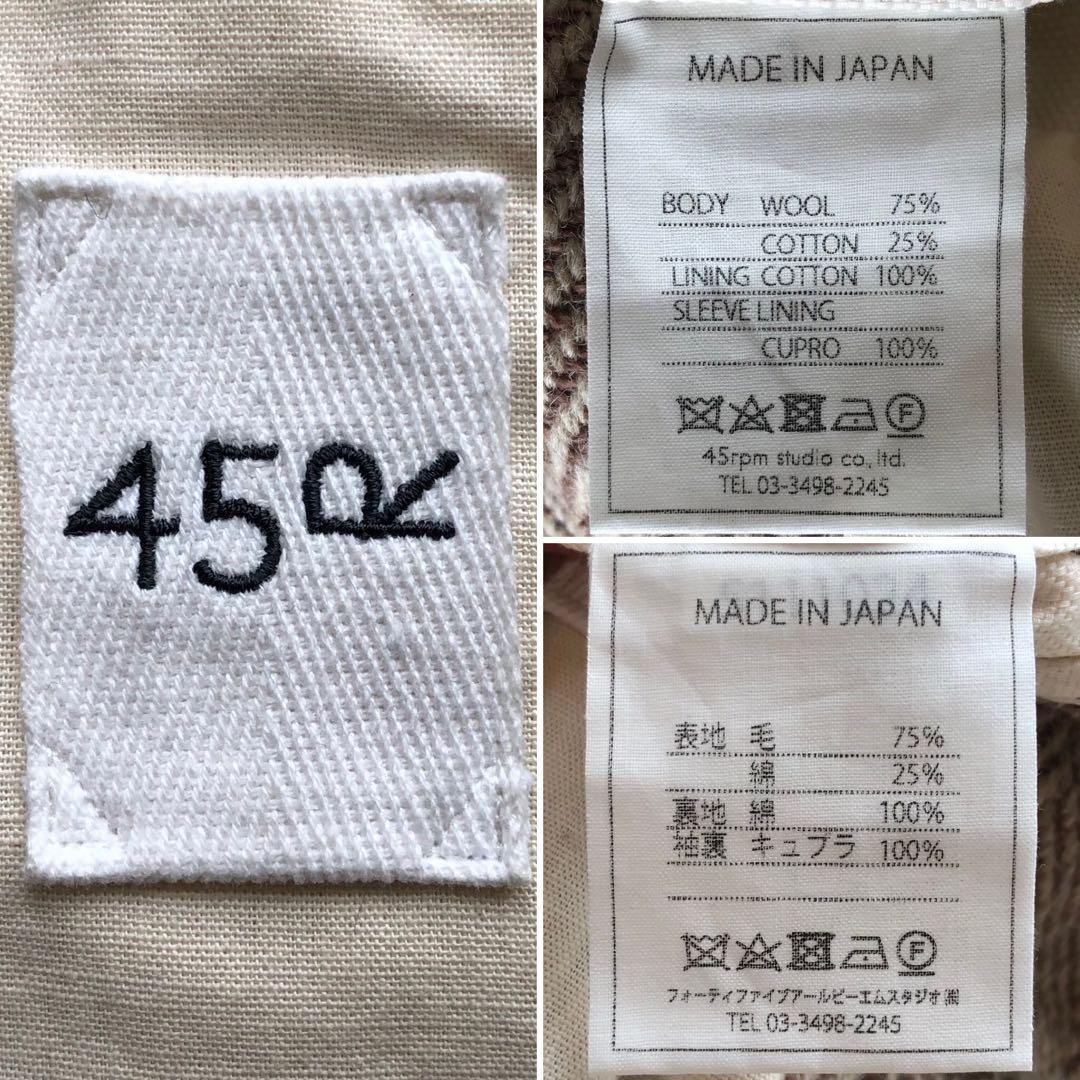 45R
MADE IN JAPAN
BODY WOOL 75%
COTTON 25%
LINING COTTON 100%
SLEEVE LINING
CUPRO 100%
F
45rpm studio co., ltd.
TEL 03-3498-2245
MADE IN JAPAN
表地 毛 75%
綿 25%
裏地 綿 100%
袖裏 キュプラ 100%
F
フォーティファイブアールピーエムスタジオ㈱
TEL 03-3498-2245